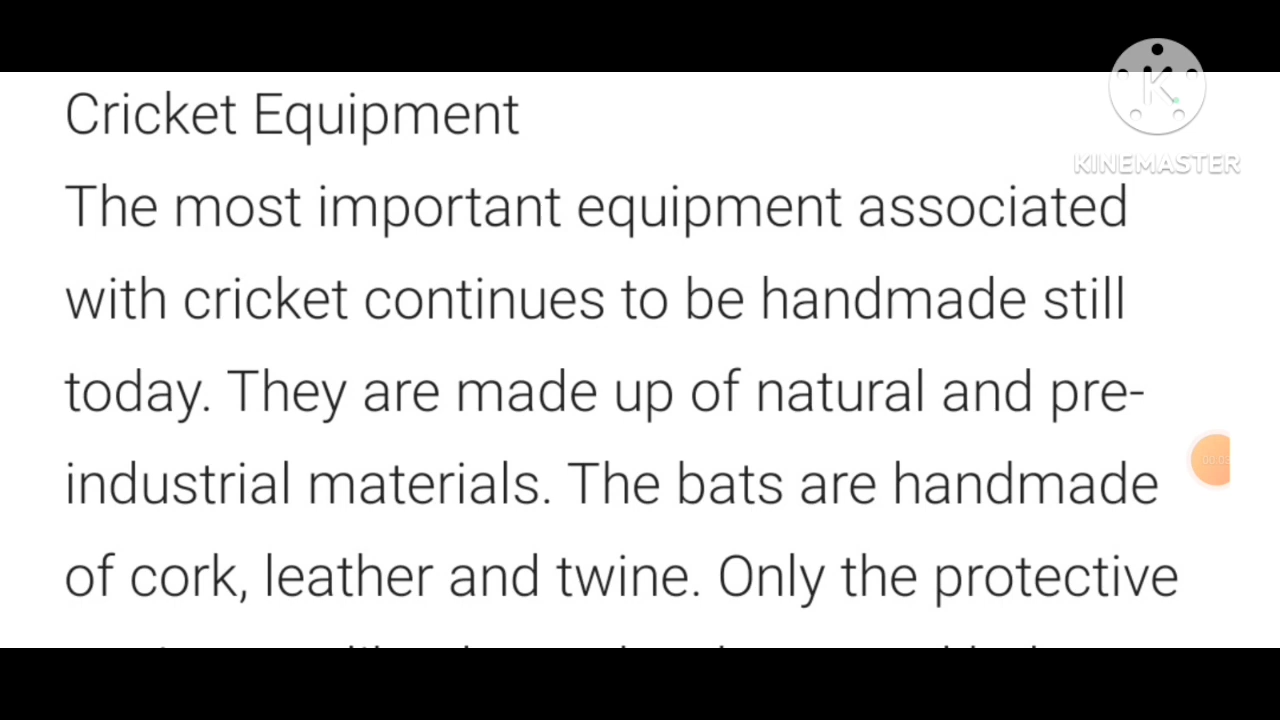 Cricket Equipment
KINEMASTER
The most important equipment associated
with cricket continues to be handmade still
today. They are made up of natural and pre-
industrial materials. The bats are handmade
of cork, leather and twine. Only the protective